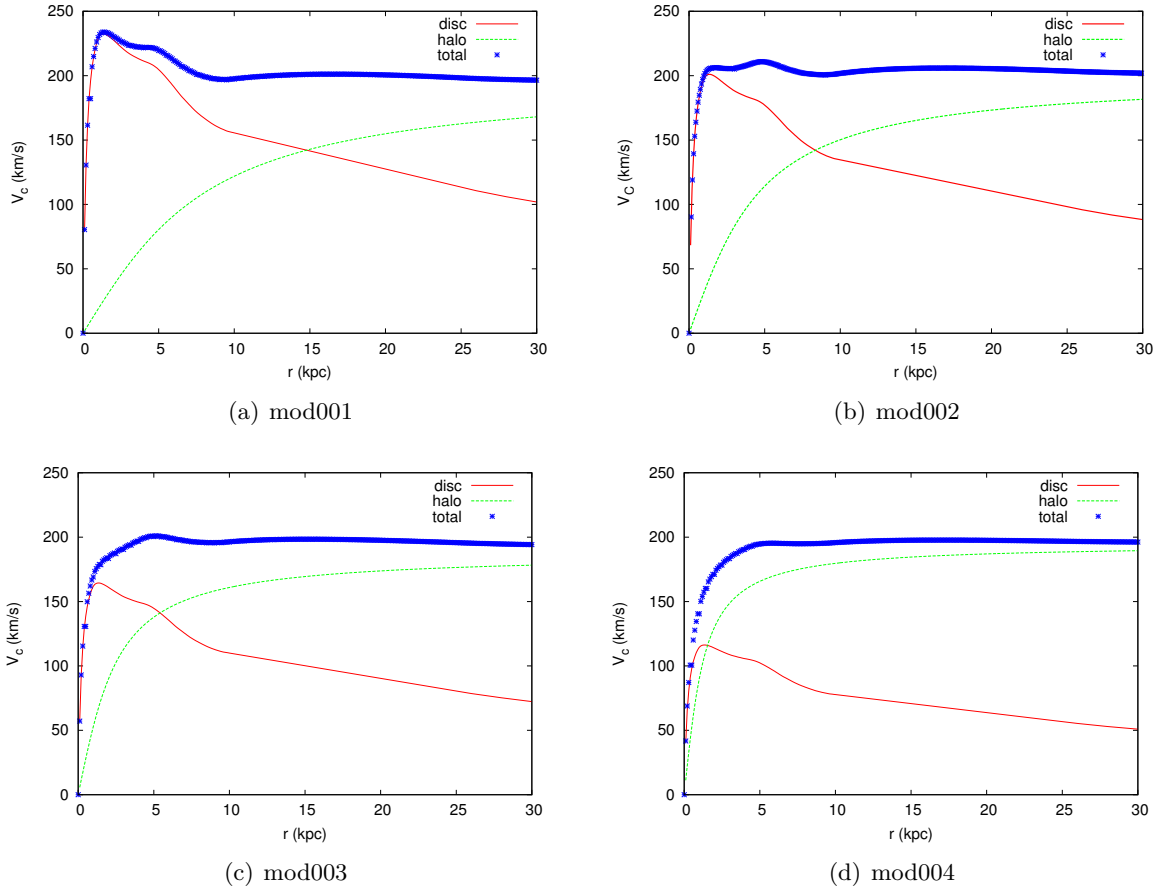 250
200
150
100
50
0
V_c (km/s)
disc
halo
total
0 5 10 15 20 25 30
r (kpc)
(a) mod001
250
200
150
100
50
0
V_C (km/s)
disc
halo
total
0 5 10 15 20 25 30
r (kpc)
(b) mod002
250
200
150
100
50
0
V_c (km/s)
disc
halo
total
0 5 10 15 20 25 30
r (kpc)
(c) mod003
250
200
150
100
50
0
V_c (km/s)
disc
halo
total
0 5 10 15 20 25 30
r (kpc)
(d) mod004